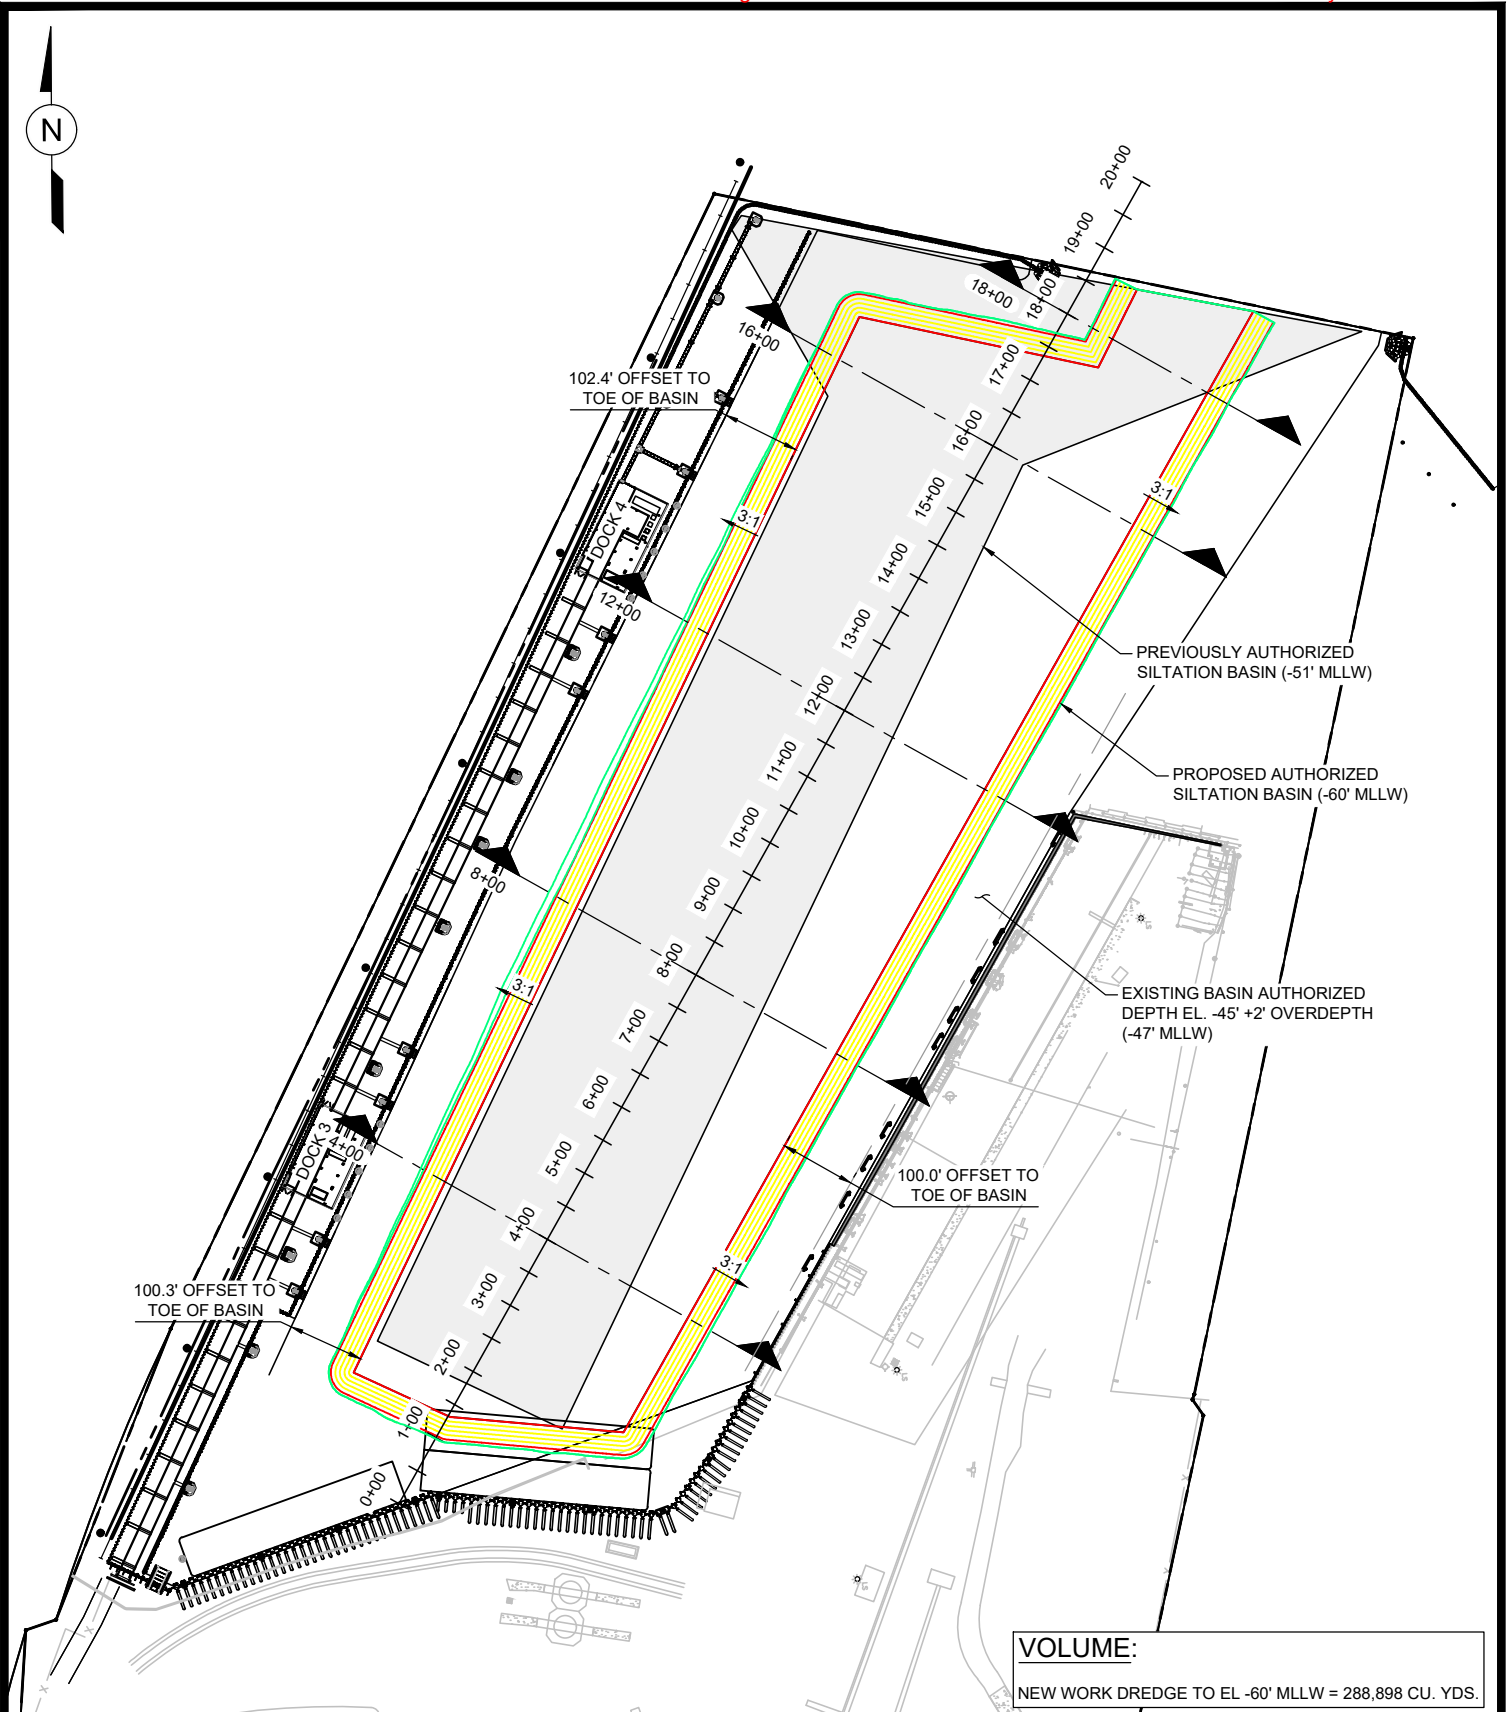 N
20+00
19+00
18+00
18+00
17+00
16+00
16+00
102.4' OFFSET TO
TOE OF BASIN
15+00
3:1
3:1
DOCK 4
14+00
12+00
13+00
PREVIOUSLY AUTHORIZED
SILTATION BASIN (-51' MLLW)
12+00
11+00
PROPOSED AUTHORIZED
SILTATION BASIN (-60' MLLW)
10+00
8+00
9+00
8+00
3:1
EXISTING BASIN AUTHORIZED
DEPTH EL. -45' +2' OVERDEPTH
(-47' MLLW)
7+00
6+00
DOCK 3
4+00
5+00
100.0' OFFSET TO
TOE OF BASIN
4+00
3:1
3+00
100.3' OFFSET TO
TOE OF BASIN
2+00
1+00
0+00
LS
LS
LS
X
X
X
X
VOLUME:
NEW WORK DREDGE TO EL -60' MLLW = 288,898 CU. YDS.